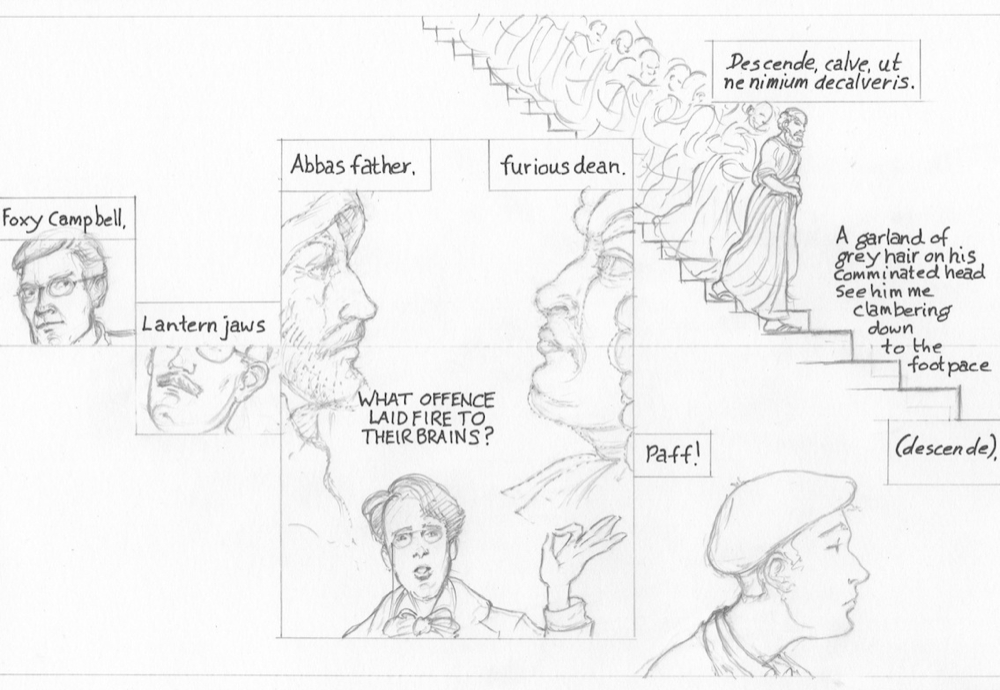 Foxy Campbell,
Lantern jaws
Abbas father,
furious dean.
WHAT OFFENCE
LAID FIRE TO
THEIR BRAINS?
Paff!
Descende, calve, ut
ne nimium decalveris.
A garland of
grey hair on his
comminated head
see him me
clambering
down
to the
footpace
(descende),